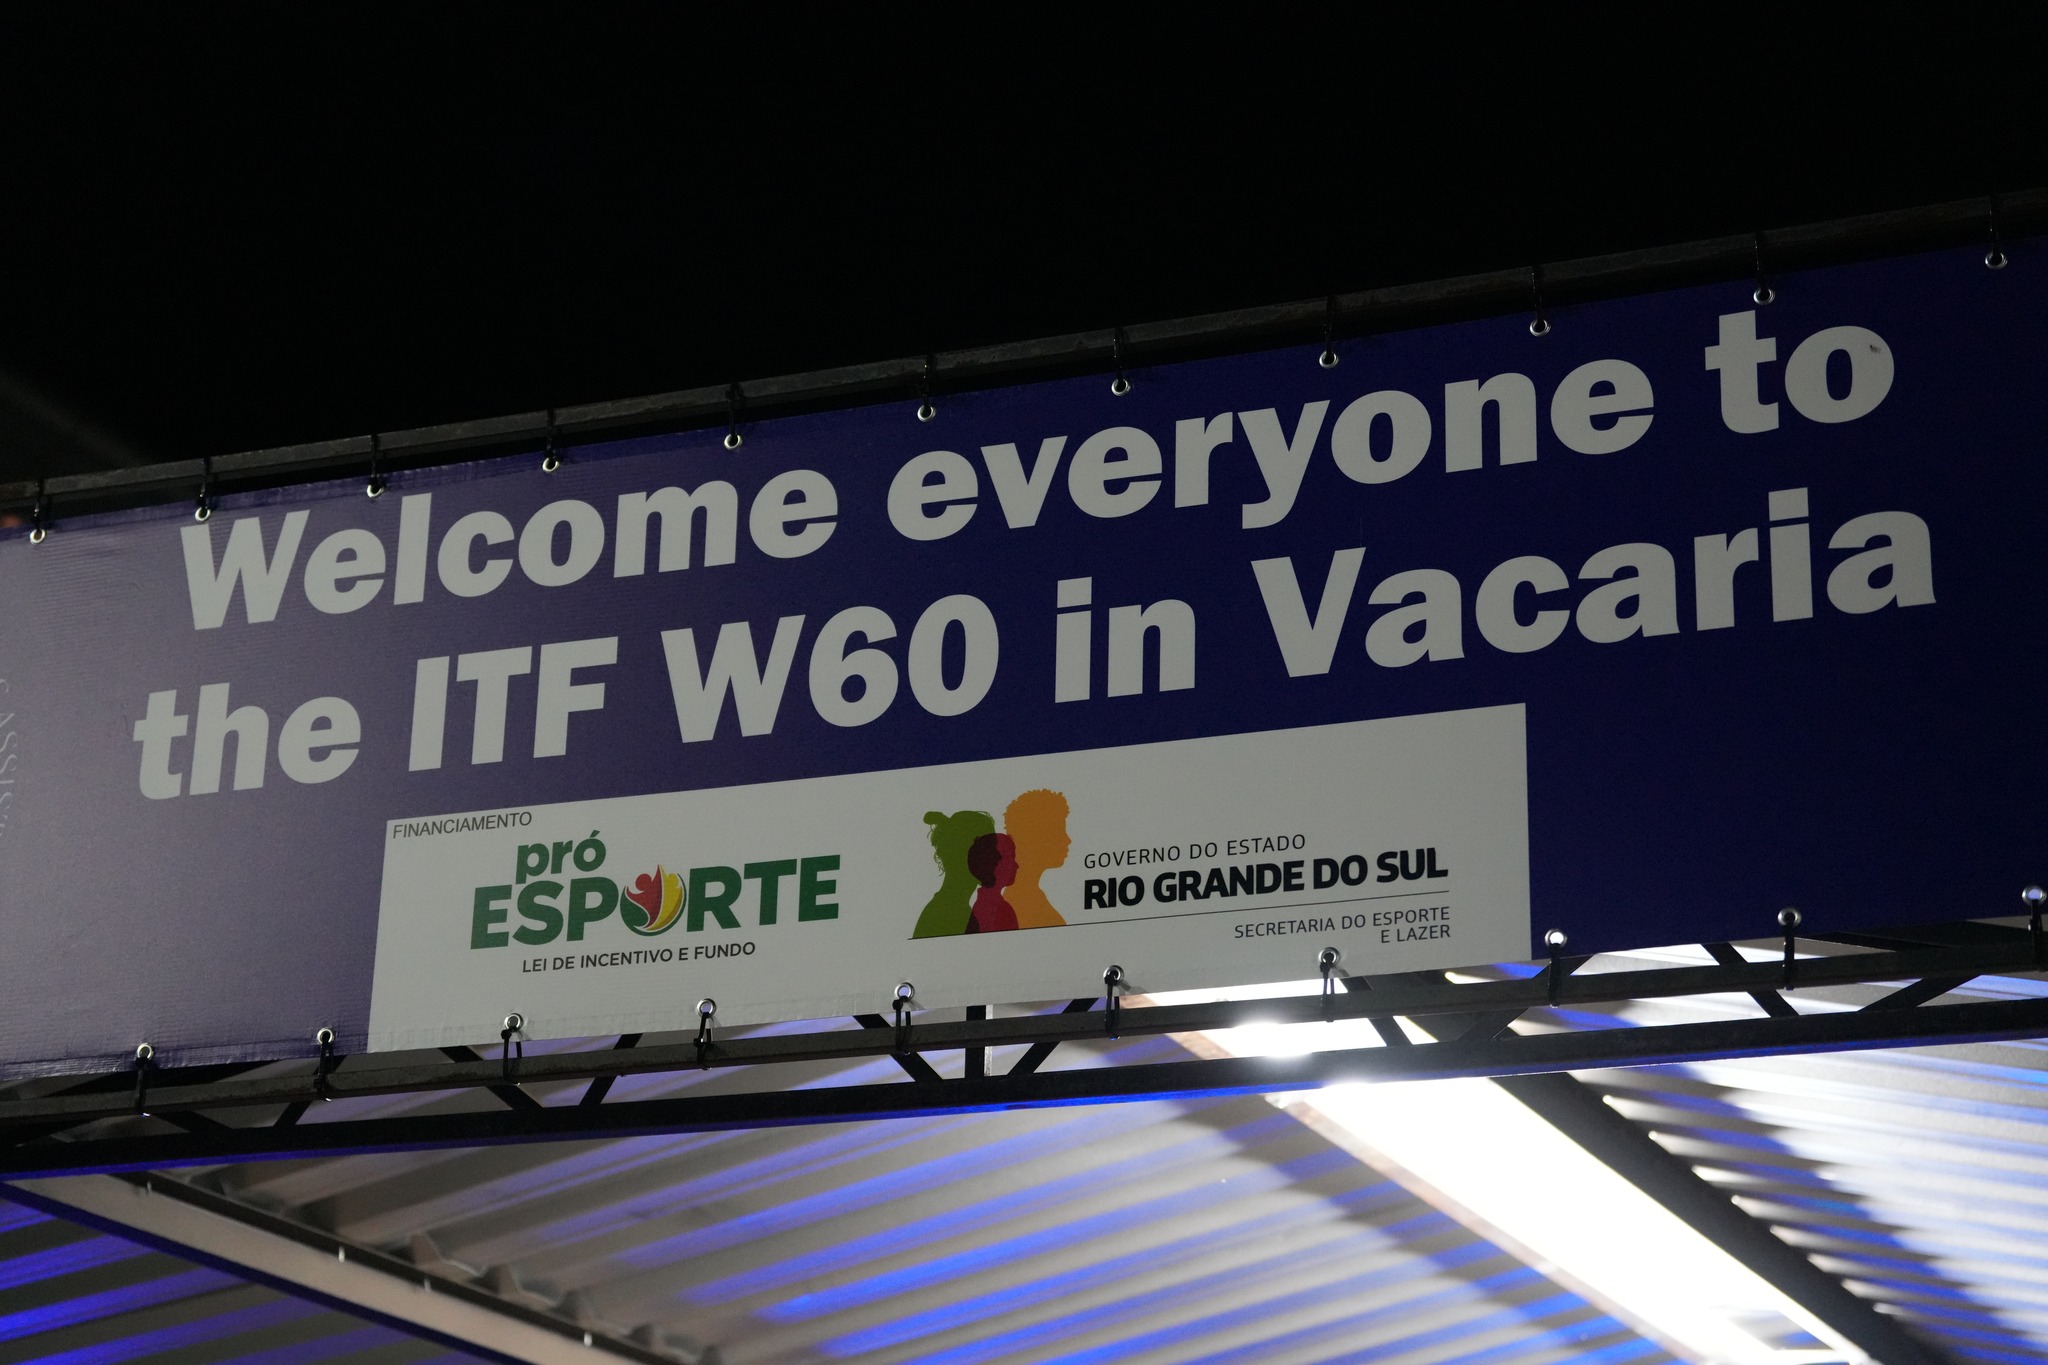 Welcome everyone to
the ITF W60 in Vacaria
FINANCIAMENTO
pró
ESPORTE
LEI DE INCENTIVO E FUNDO
GOVERNO DO ESTADO
RIO GRANDE DO SUL
SECRETARIA DO ESPORTE
E LAZER